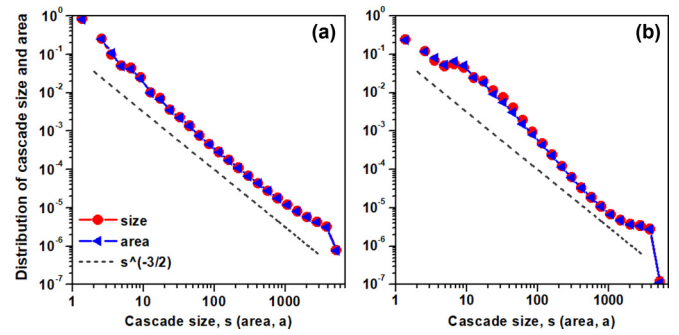 Distribution of cascade size and area
10^0
10^-1
10^-2
10^-3
10^-4
10^-5
10^-6
10^-7
(a)
size
area
s^(-3/2)
1 10 100 1000
Cascade size, s (area, a)
10^0
10^-1
10^-2
10^-3
10^-4
10^-5
10^-6
10^-7
(b)
1 10 100 1000
Cascade size, s (area, a)